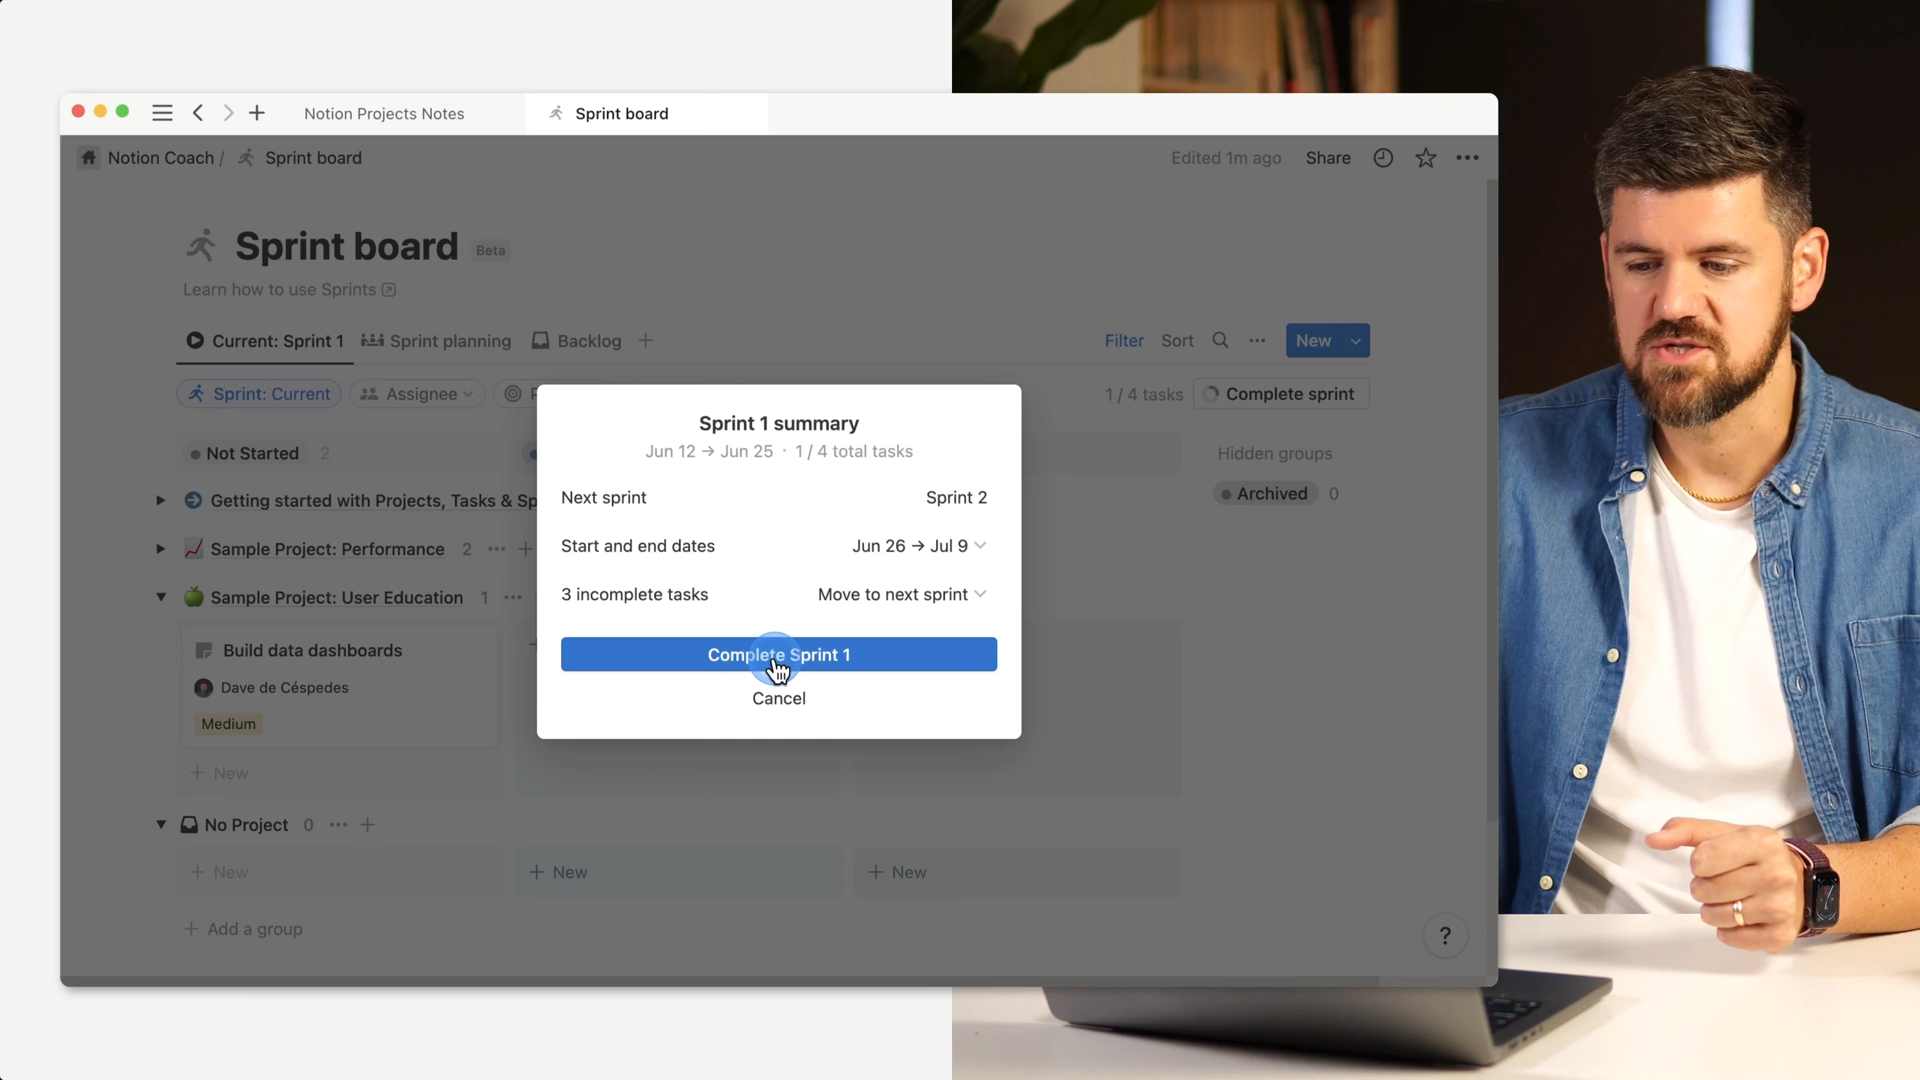 Notion Projects Notes
Sprint board
Notion Coach / Sprint board
Edited 1m ago Share
Sprint board Beta
Learn how to use Sprints
Current: Sprint 1 Sprint planning Backlog
Filter Sort New
Sprint: Current Assignee
1 / 4 tasks Complete sprint
Not Started 2
Hidden groups
Archived 0
Getting started with Projects, Tasks & Sp
Sample Project: Performance 2
Sample Project: User Education 1
Build data dashboards
Dave de Céspedes
Medium
+ New
No Project 0
+ New + New + New
+ Add a group
Sprint 1 summary
Jun 12 → Jun 25 · 1 / 4 total tasks
Next sprint Sprint 2
Start and end dates Jun 26 → Jul 9
3 incomplete tasks Move to next sprint
Complete Sprint 1
Cancel
?